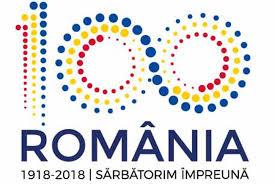 100
ROMÂNIA
1918-2018 | SĂRBĂTORIM ÎMPREUNĂ